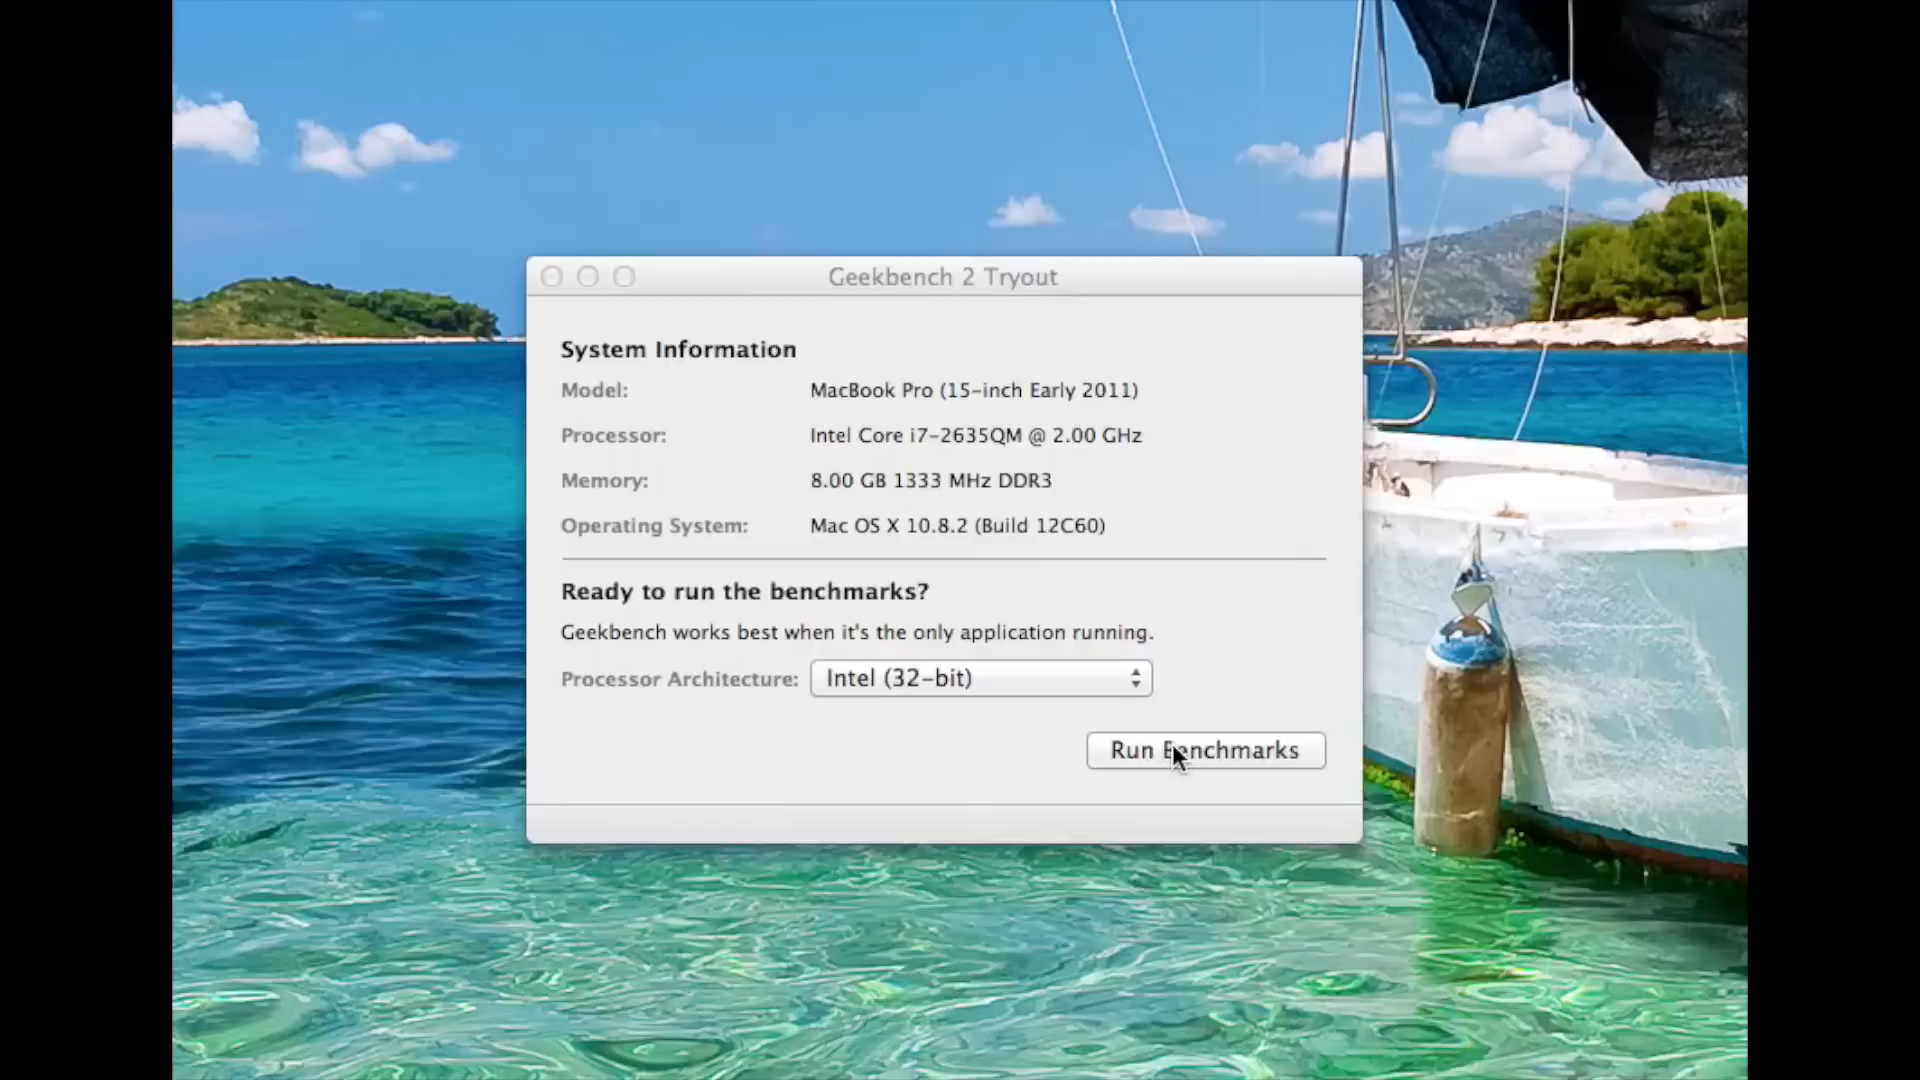 Geekbench 2 Tryout
System Information
Model: MacBook Pro (15-inch Early 2011)
Processor: Intel Core i7-2635QM @ 2.00 GHz
Memory: 8.00 GB 1333 MHz DDR3
Operating System: Mac OS X 10.8.2 (Build 12C60)
Ready to run the benchmarks?
Geekbench works best when it's the only application running.
Processor Architecture: Intel (32-bit)
Run Benchmarks